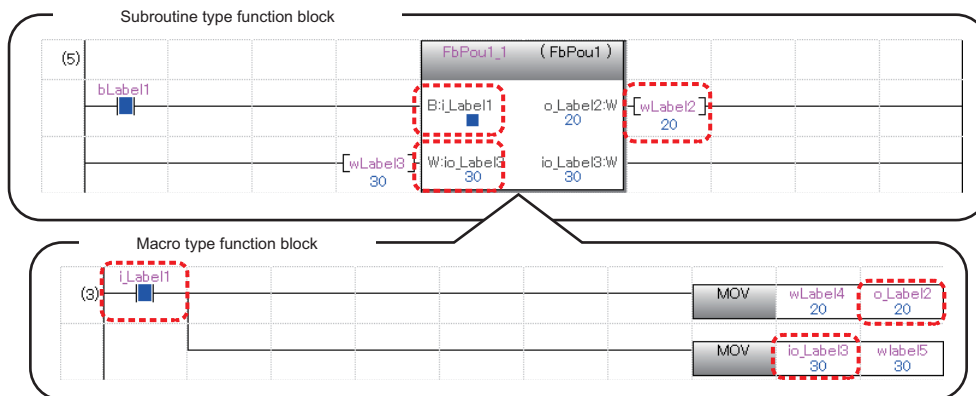 Subroutine type function block
(5)
FbPou1_1 (FbPou1)
bLabel1
B:i_Label1 o_Label2:W wLabel2
20 20
wLabel3 W:io_Label3 io_Label3:W
30 30 30
Macro type function block
(3) i_Label1
MOV wLabel4 o_Label2
20 20
MOV io_Label3 wlabel5
30 30